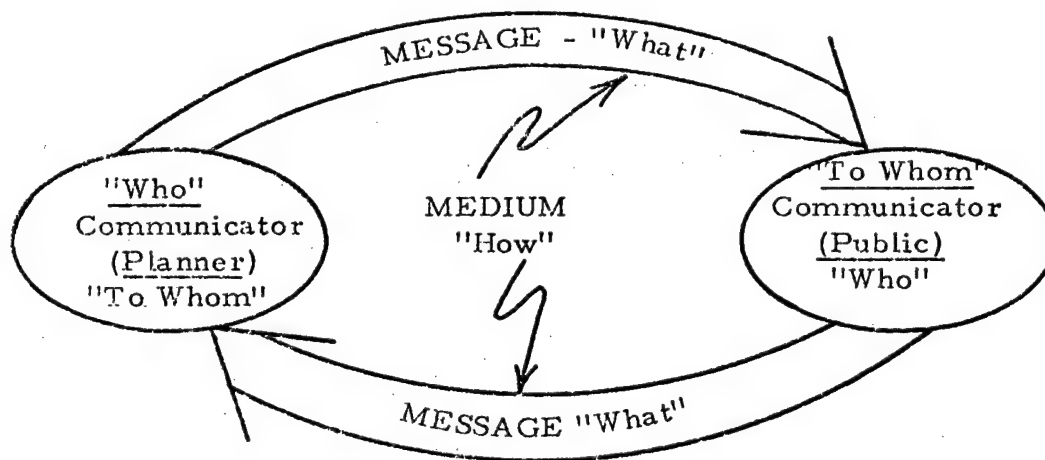 MESSAGE - "What"
"Who"
Communicator
(Planner)
"To Whom"
MEDIUM
"How"
"To Whom"
Communicator
(Public)
"Who"
MESSAGE "What"